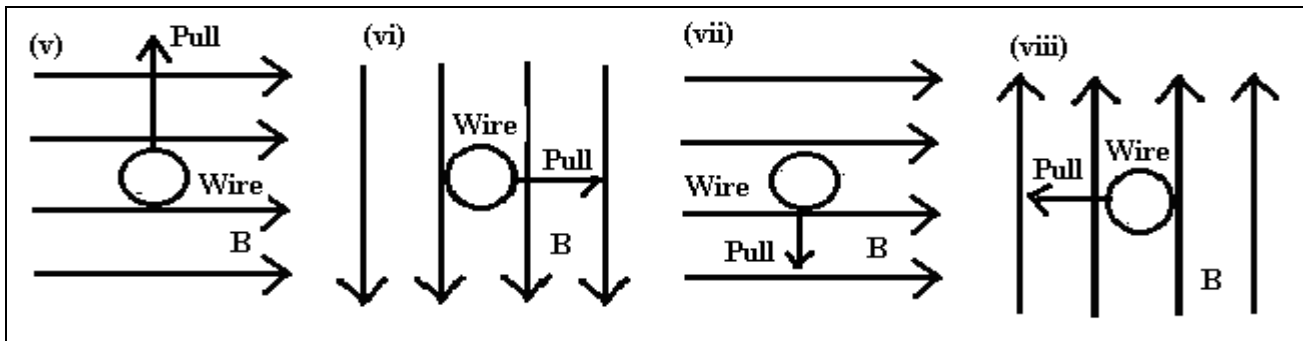 (v)
Pull
Wire
B
(vi)
Wire
Pull
B
(vii)
Wire
Pull
B
(viii)
Pull
Wire
B